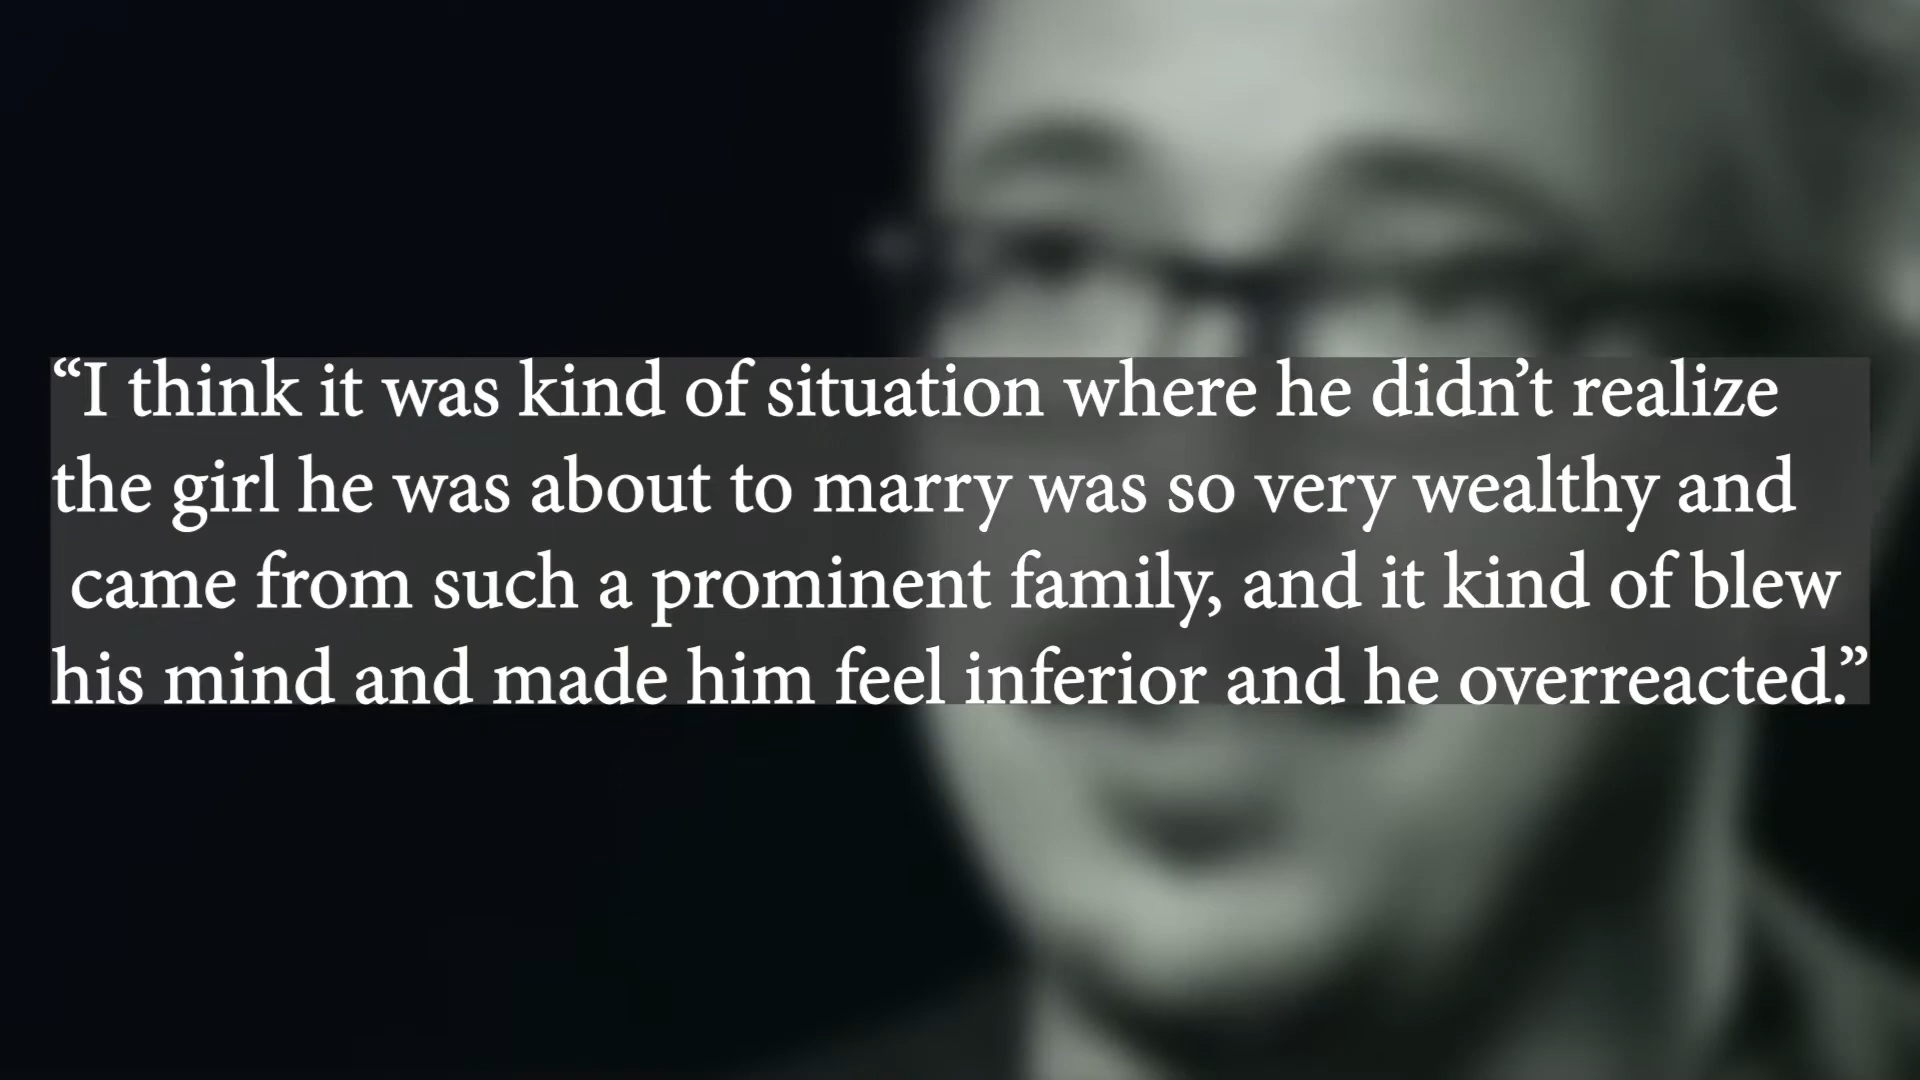 “I think it was kind of situation where he didn’t realize
the girl he was about to marry was so very wealthy and
came from such a prominent family, and it kind of blew
his mind and made him feel inferior and he overreacted.”